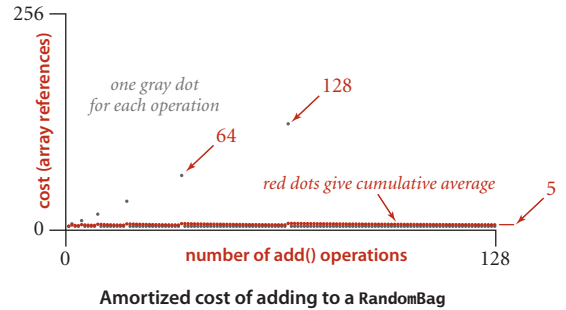 256
cost (array references)
one gray dot
for each operation
128
64
red dots give cumulative average
5
0
0
number of add() operations
128
Amortized cost of adding to a RandomBag